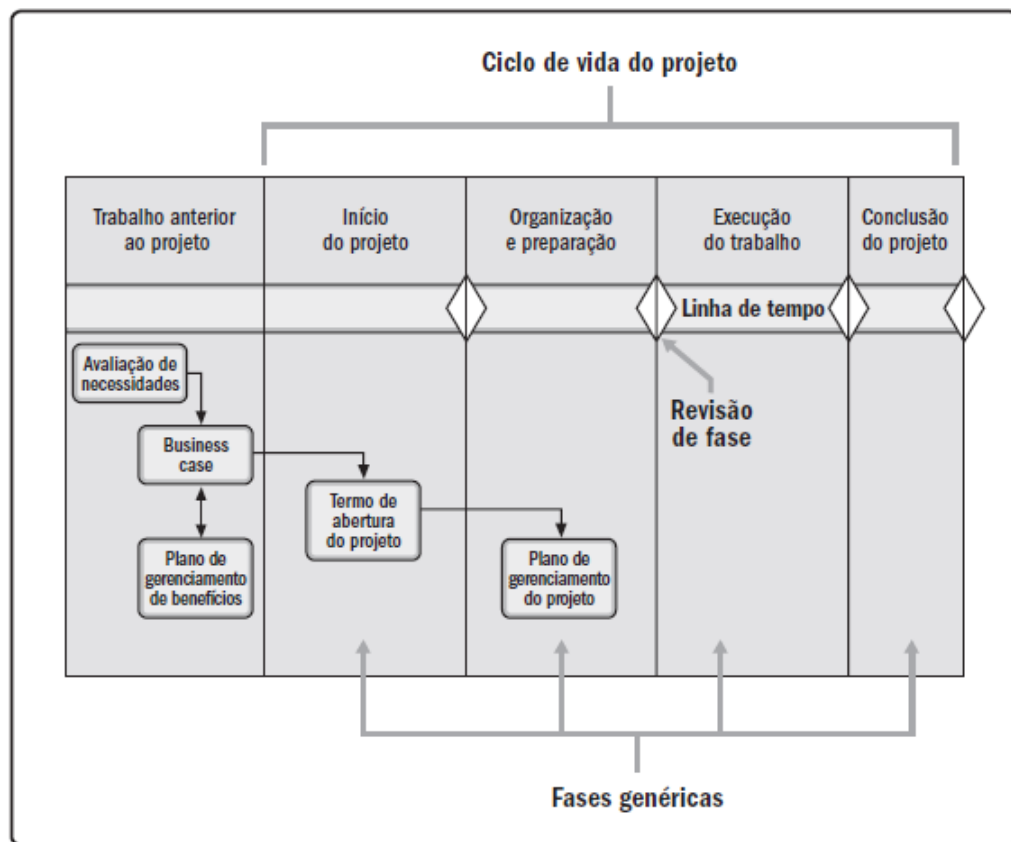 Ciclo de vida do projeto
Trabalho anterior
ao projeto
Início
do projeto
Organização
e preparação
Execução
do trabalho
Conclusão
do projeto
Linha de tempo
Avaliação de
necessidades
Revisão
de fase
Business
case
Termo de
abertura
do projeto
Plano de
gerenciamento
de benefícios
Plano de
gerenciamento
do projeto
Fases genéricas